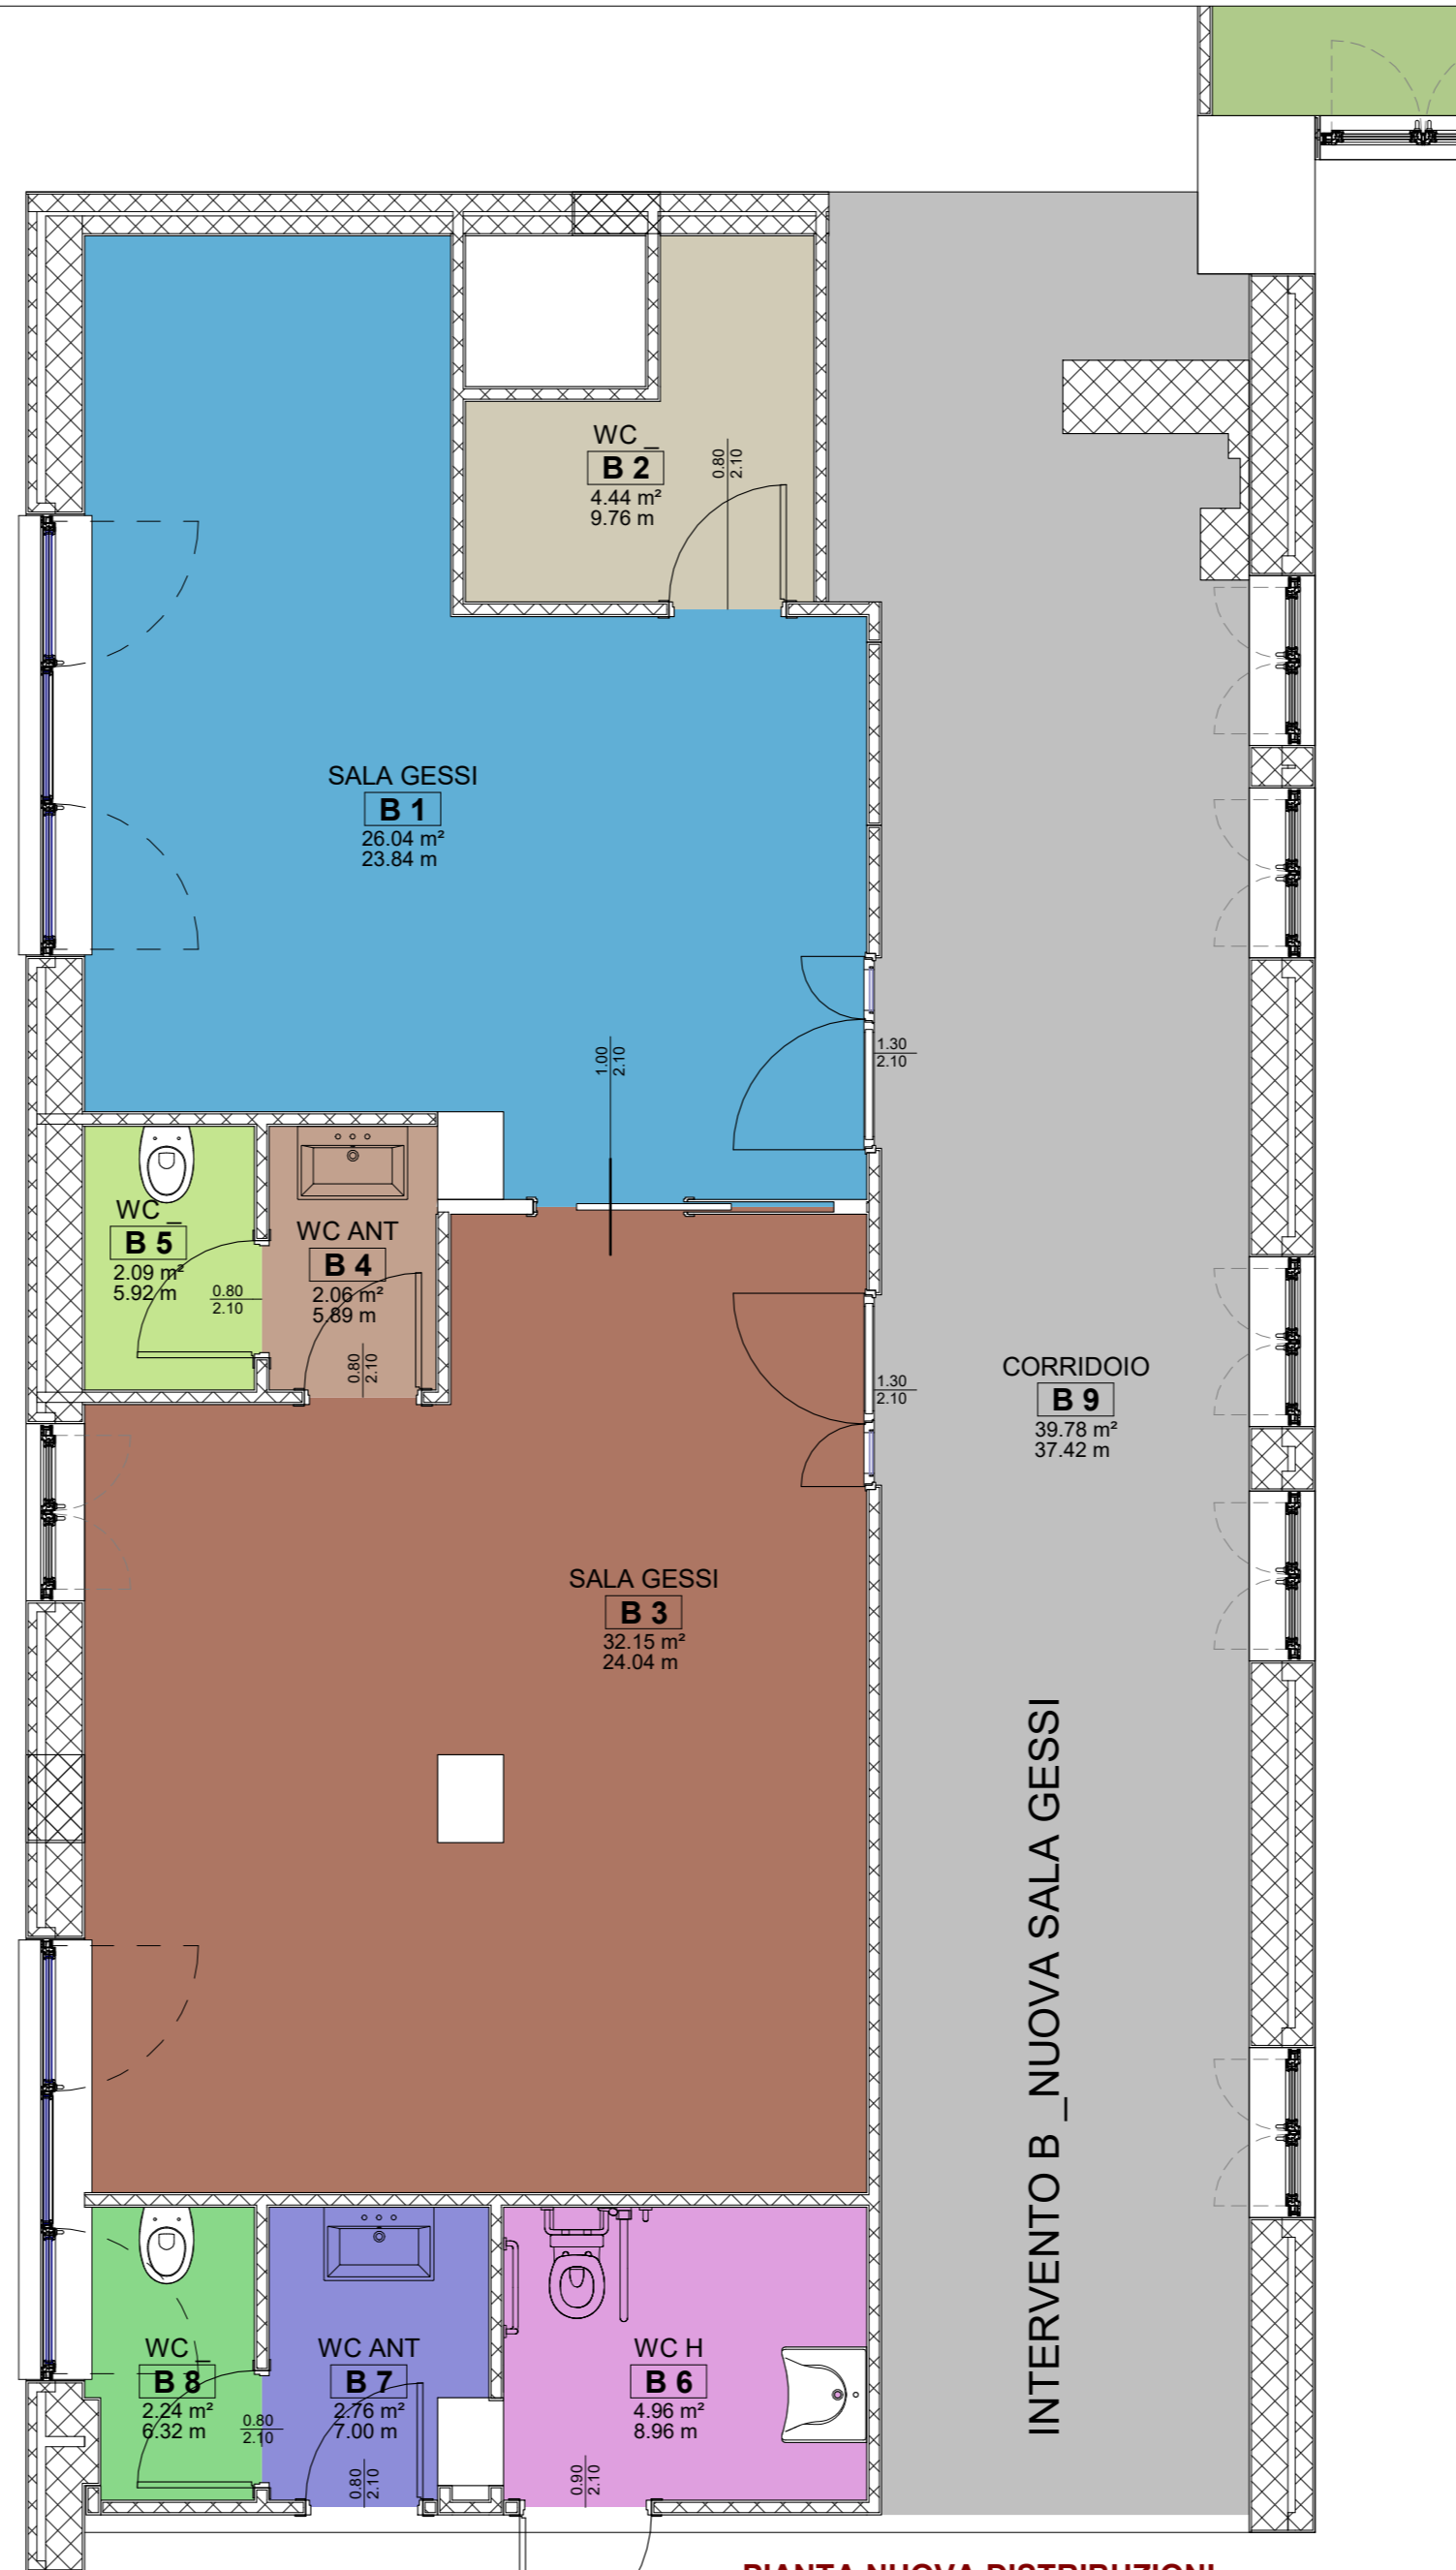 WC _
B 2
4.44 m²
9.76 m
0.80
2.10
SALA GESSI
B 1
26.04 m²
23.84 m
1.00
2.10
1.30
2.10
WC _
B 5
2.09 m²
5.92 m
0.80
2.10
WC ANT
B 4
2.06 m²
5.89 m
0.80
2.10
1.30
2.10
CORRIDOIO
B 9
39.78 m²
37.42 m
SALA GESSI
B 3
32.15 m²
24.04 m
INTERVENTO B _NUOVA SALA GESSI
WC _
B 8
2.24 m²
6.32 m
0.80
2.10
WC ANT
B 7
2.76 m²
7.00 m
0.80
2.10
WC H
B 6
4.96 m²
8.96 m
0.90
2.10
PIANTA NUOVA DISTRIBUZIONI